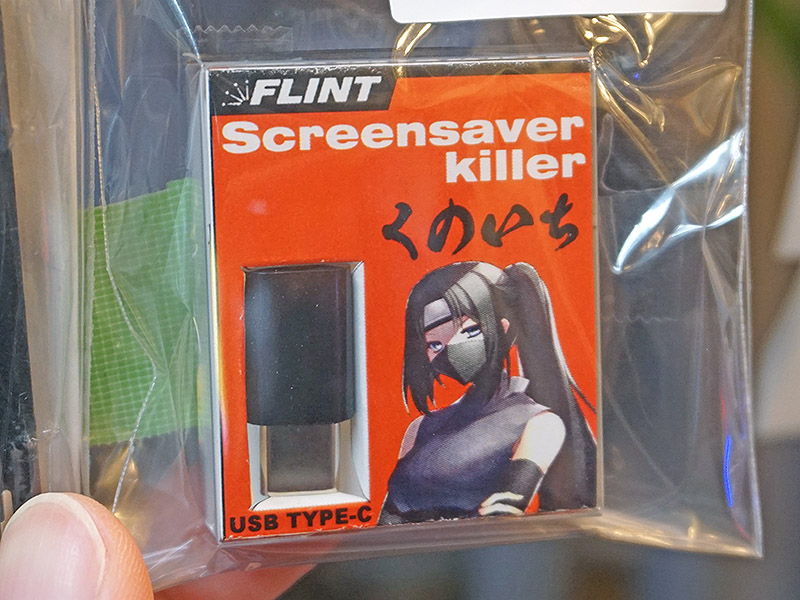 FLINT
Screensaver
killer
くのいち
USB TYPE-C